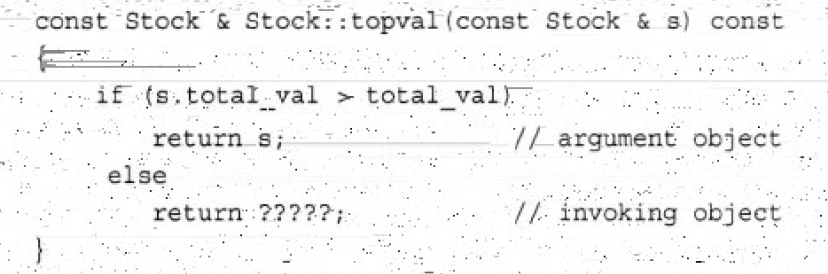 const Stock & Stock::topval(const Stock & s) const
{
if (s.total_val > total_val)
return s; // argument object
else
return ?????; // invoking object
}